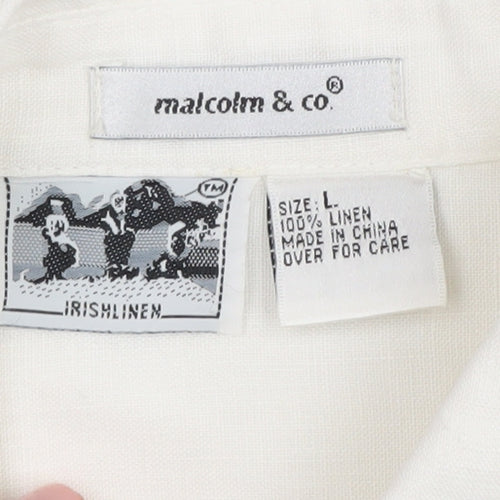 malcolm & co.®
TM
IRISHLINEN
SIZE: L
100% LINEN
MADE IN CHINA
OVER FOR CARE